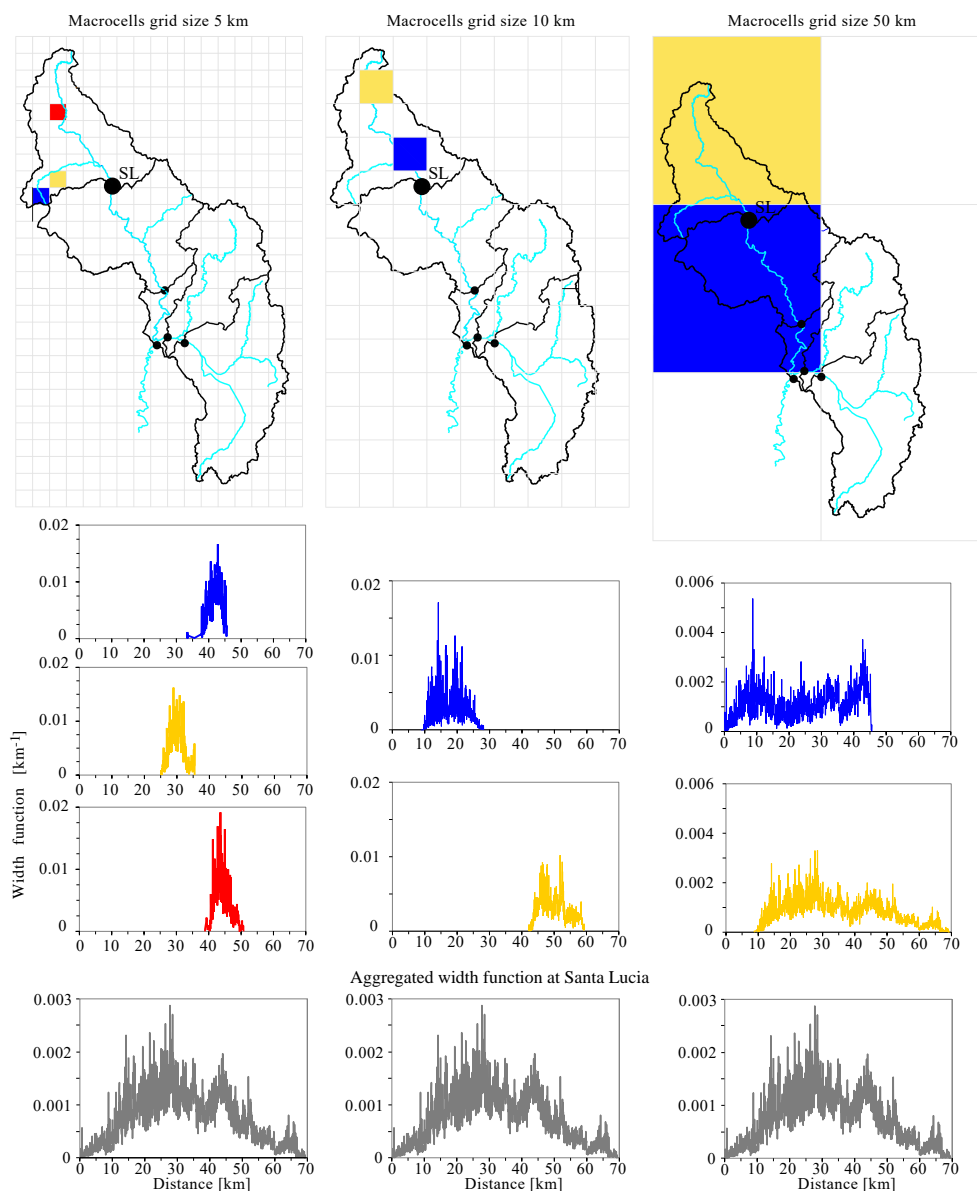 Macrocells grid size 5 km
Macrocells grid size 10 km
Macrocells grid size 50 km
SL
SL
SL
Width function [km⁻¹]
0.02
0.01
0
0 10 20 30 40 50 60 70
0.02
0.01
0
0 10 20 30 40 50 60 70
0.02
0.01
0
0 10 20 30 40 50 60 70
0.02
0.01
0
0 10 20 30 40 50 60 70
0.02
0.01
0
0 10 20 30 40 50 60 70
0.006
0.004
0.002
0
0 10 20 30 40 50 60 70
0.006
0.004
0.002
0
0 10 20 30 40 50 60 70
Aggregated width function at Santa Lucia
0.003
0.002
0.001
0
0 10 20 30 40 50 60 70
Distance [km]
0.003
0.002
0.001
0
0 10 20 30 40 50 60 70
Distance [km]
0.003
0.002
0.001
0
0 10 20 30 40 50 60 70
Distance [km]